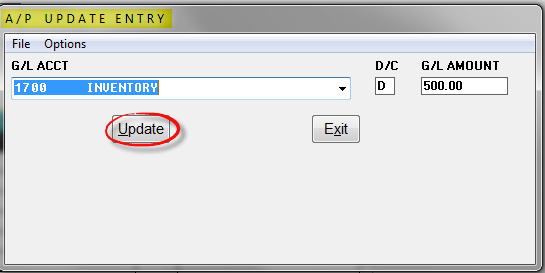 A/P UPDATE ENTRY
File Options
G/L ACCT D/C G/L AMOUNT
1700 INVENTORY D 500.00
Update Exit